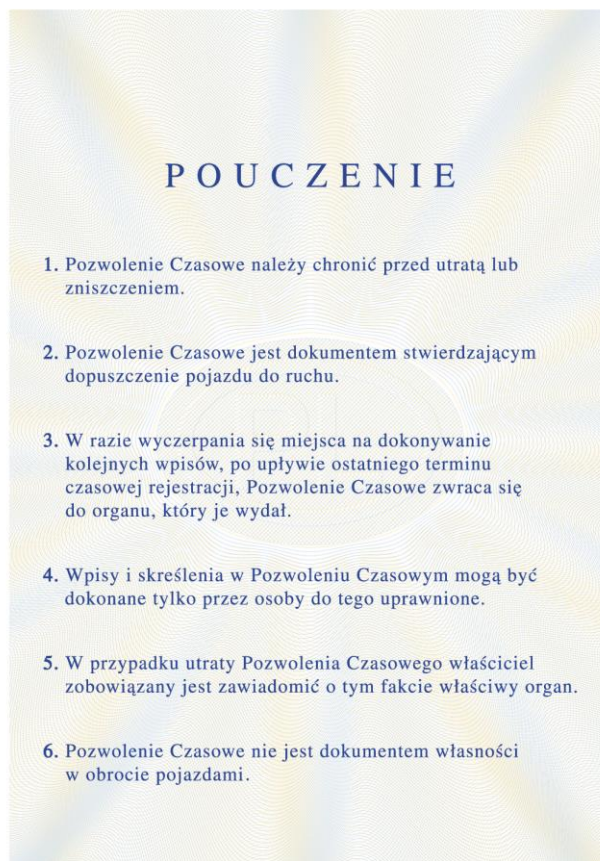 POUCZENIE
1. Pozwolenie Czasowe należy chronić przed utratą lub
zniszczeniem.
2. Pozwolenie Czasowe jest dokumentem stwierdzającym
dopuszczenie pojazdu do ruchu.
3. W razie wyczerpania się miejsca na dokonywanie
kolejnych wpisów, po upływie ostatniego terminu
czasowej rejestracji, Pozwolenie Czasowe zwraca się
do organu, który je wydał.
4. Wpisy i skreślenia w Pozwoleniu Czasowym mogą być
dokonane tylko przez osoby do tego uprawnione.
5. W przypadku utraty Pozwolenia Czasowego właściciel
zobowiązany jest zawiadomić o tym fakcie właściwy organ.
6. Pozwolenie Czasowe nie jest dokumentem własności
w obrocie pojazdami.